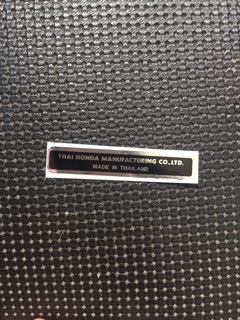 THAI HONDA MANUFACTURING CO.,LTD.
MADE IN THAILAND